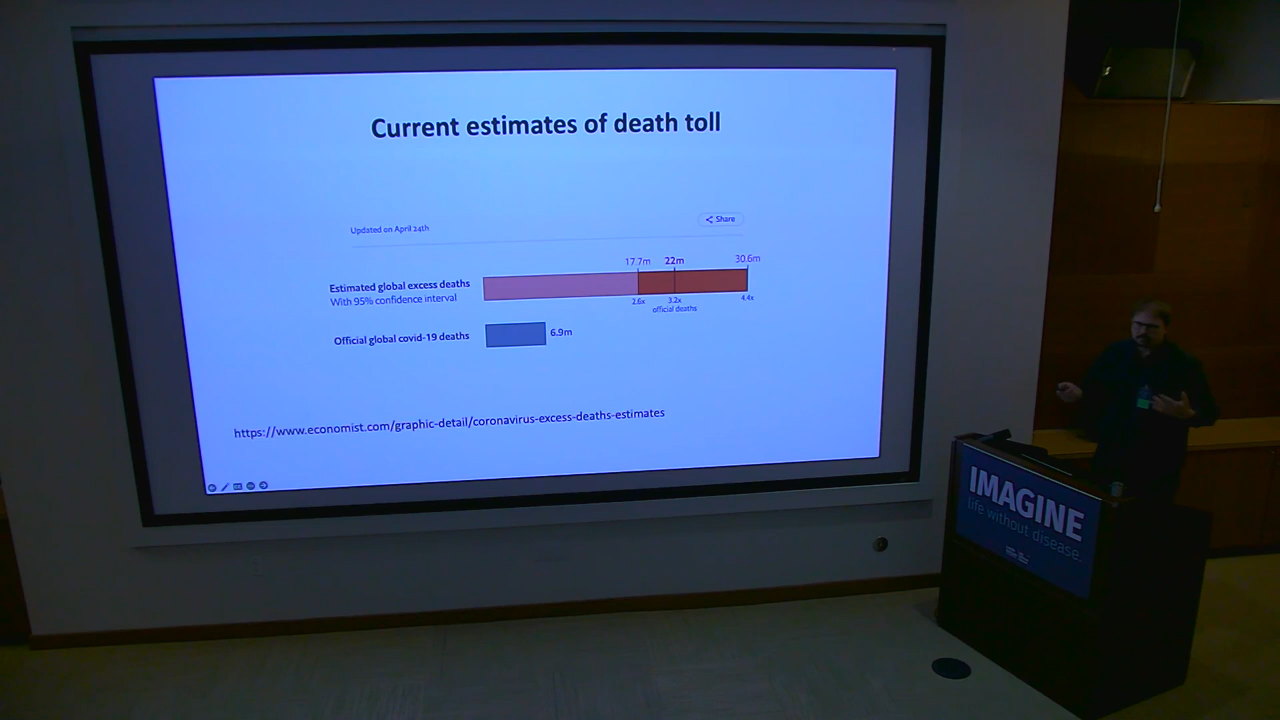 Current estimates of death toll
Updated on April 24th
Share
17.7m 22m 30.6m
Estimated global excess deaths
With 95% confidence interval
2.6x 3.2x 4.4x
official deaths
Official global covid-19 deaths 6.9m
https://www.economist.com/graphic-detail/coronavirus-excess-deaths-estimates
IMAGINE
life without disease.